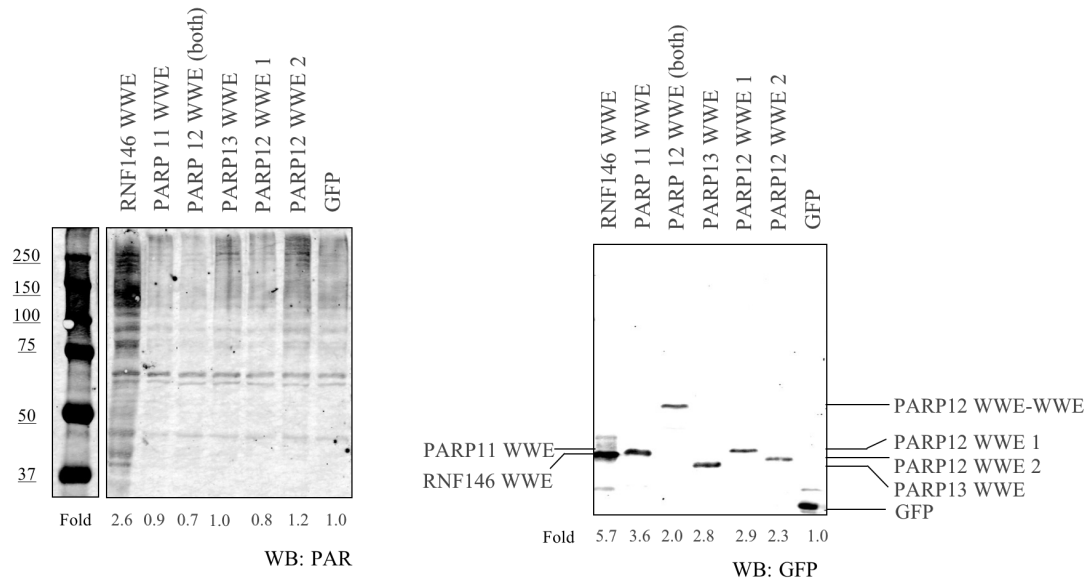 RNF146 WWE
PARP 11 WWE
PARP 12 WWE (both)
PARP13 WWE
PARP12 WWE 1
PARP12 WWE 2
GFP
250
150
100
75
50
37
Fold 2.6 0.9 0.7 1.0 0.8 1.2 1.0
WB: PAR
RNF146 WWE
PARP 11 WWE
PARP 12 WWE (both)
PARP13 WWE
PARP12 WWE 1
PARP12 WWE 2
GFP
PARP11 WWE
RNF146 WWE
PARP12 WWE-WWE
PARP12 WWE 1
PARP12 WWE 2
PARP13 WWE
GFP
Fold 5.7 3.6 2.0 2.8 2.9 2.3 1.0
WB: GFP